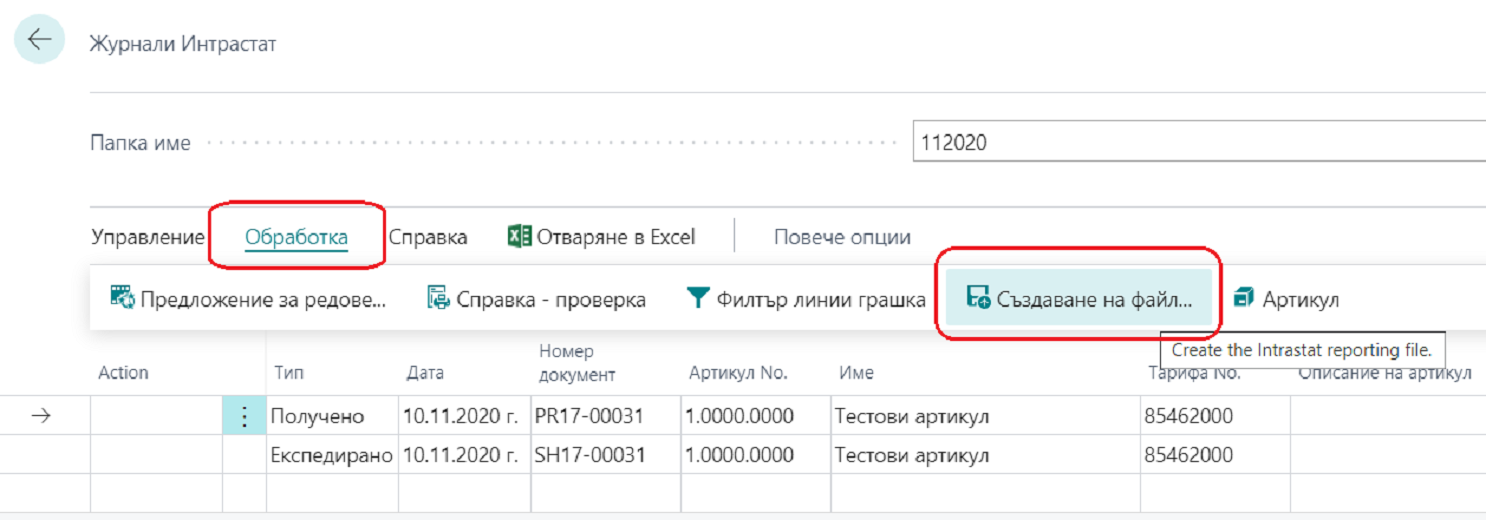 Журнали Интрастат
Папка име 112020
Управление Обработка Справка Отваряне в Excel Повече опции
Предложение за редове... Справка - проверка Филтър линии грашка Създаване на файл... Артикул
Create the Intrastat reporting file.
Action Тип Дата Номер документ Артикул No. Име Тарифа No. Описание на артикул
Получено 10.11.2020 г. PR17-00031 1.0000.0000 Тестови артикул 85462000
Експедирано 10.11.2020 г. SH17-00031 1.0000.0000 Тестови артикул 85462000